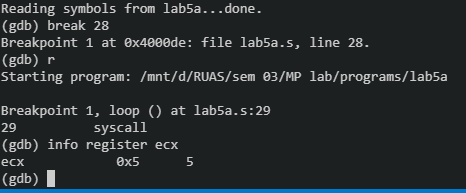 Reading symbols from lab5a...done.
(gdb) break 28
Breakpoint 1 at 0x4000de: file lab5a.s, line 28.
(gdb) r
Starting program: /mnt/d/RUAS/sem 03/MP lab/programs/lab5a

Breakpoint 1, loop () at lab5a.s:29
29          syscall
(gdb) info register ecx
ecx            0x5      5
(gdb)